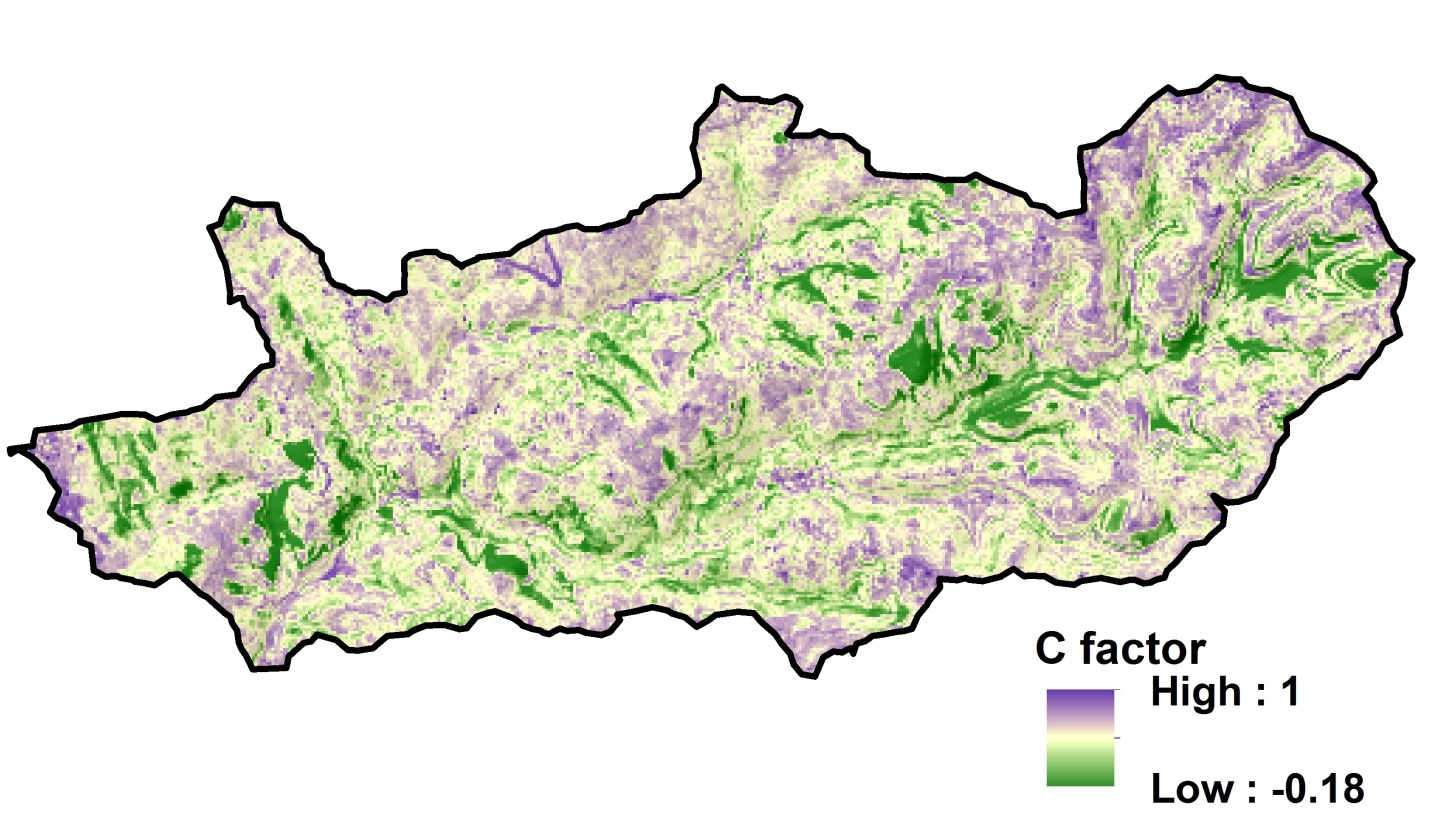 C factor
High : 1
Low : -0.18